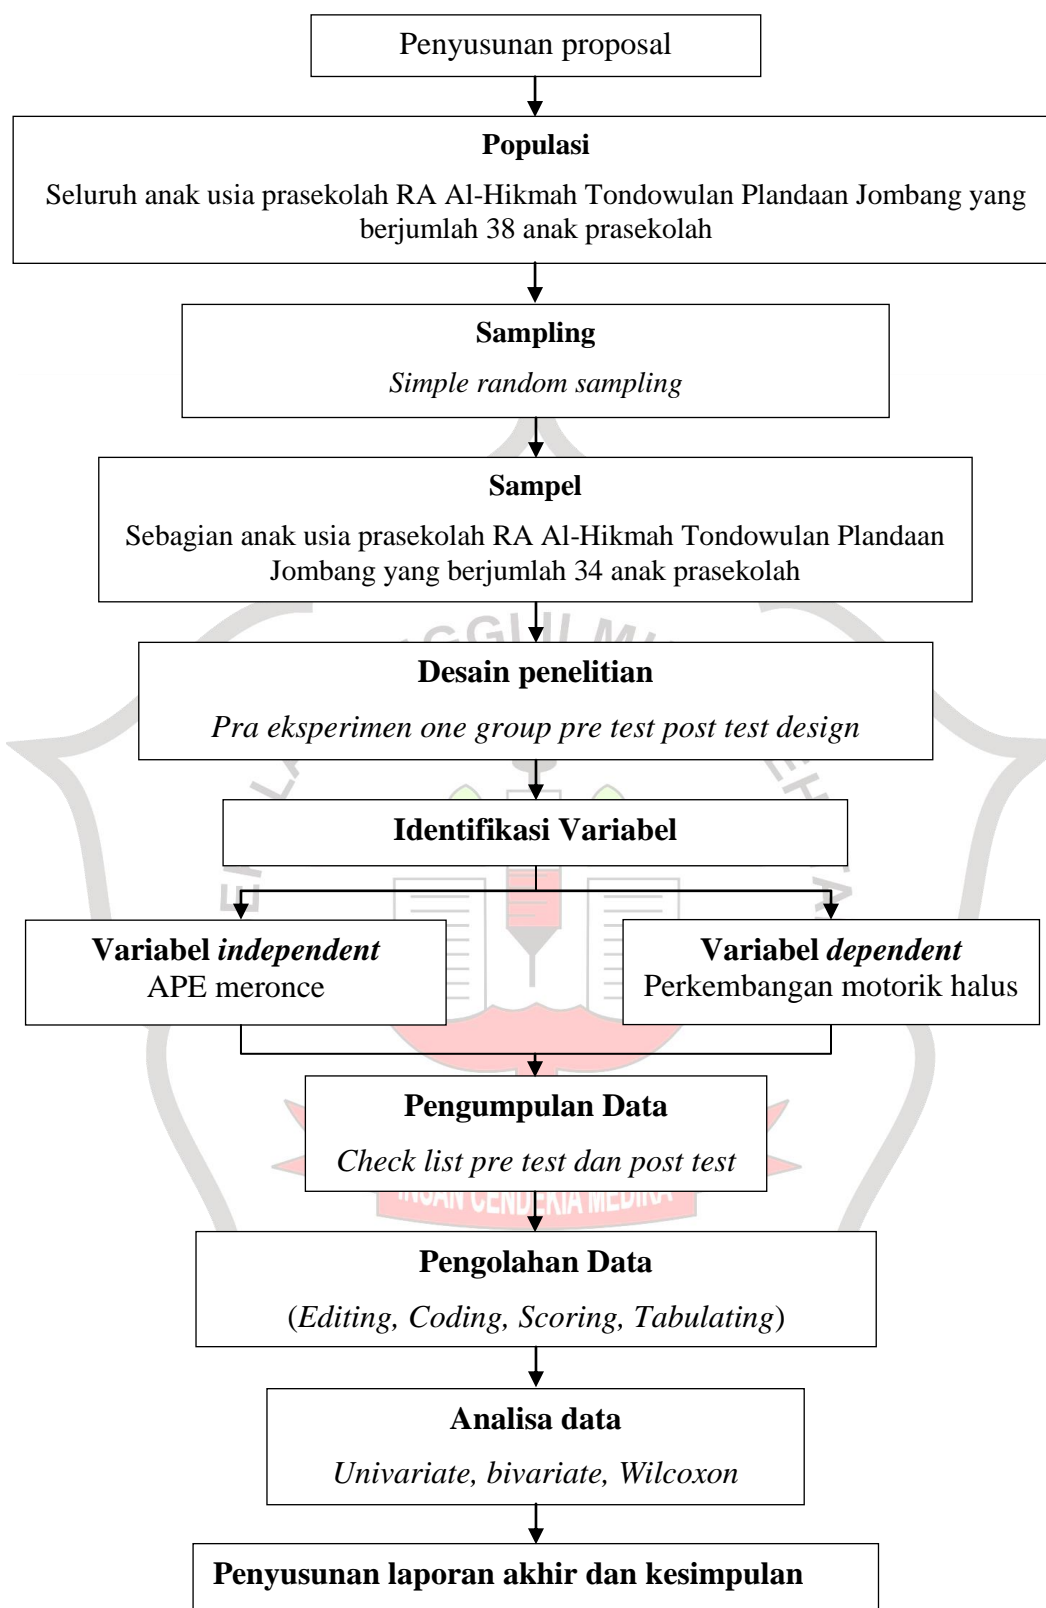 Penyusunan proposal
Populasi
Seluruh anak usia prasekolah RA Al-Hikmah Tondowulan Plandaan Jombang yang
berjumlah 38 anak prasekolah
Sampling
Simple random sampling
Sampel
Sebagian anak usia prasekolah RA Al-Hikmah Tondowulan Plandaan
Jombang yang berjumlah 34 anak prasekolah
Desain penelitian
Pra eksperimen one group pre test post test design
Identifikasi Variabel
Variabel independent
APE meronce
Variabel dependent
Perkembangan motorik halus
Pengumpulan Data
Check list pre test dan post test
INSAN CENDEKIA MEDIKA
Pengolahan Data
(Editing, Coding, Scoring, Tabulating)
Analisa data
Univariate, bivariate, Wilcoxon
Penyusunan laporan akhir dan kesimpulan